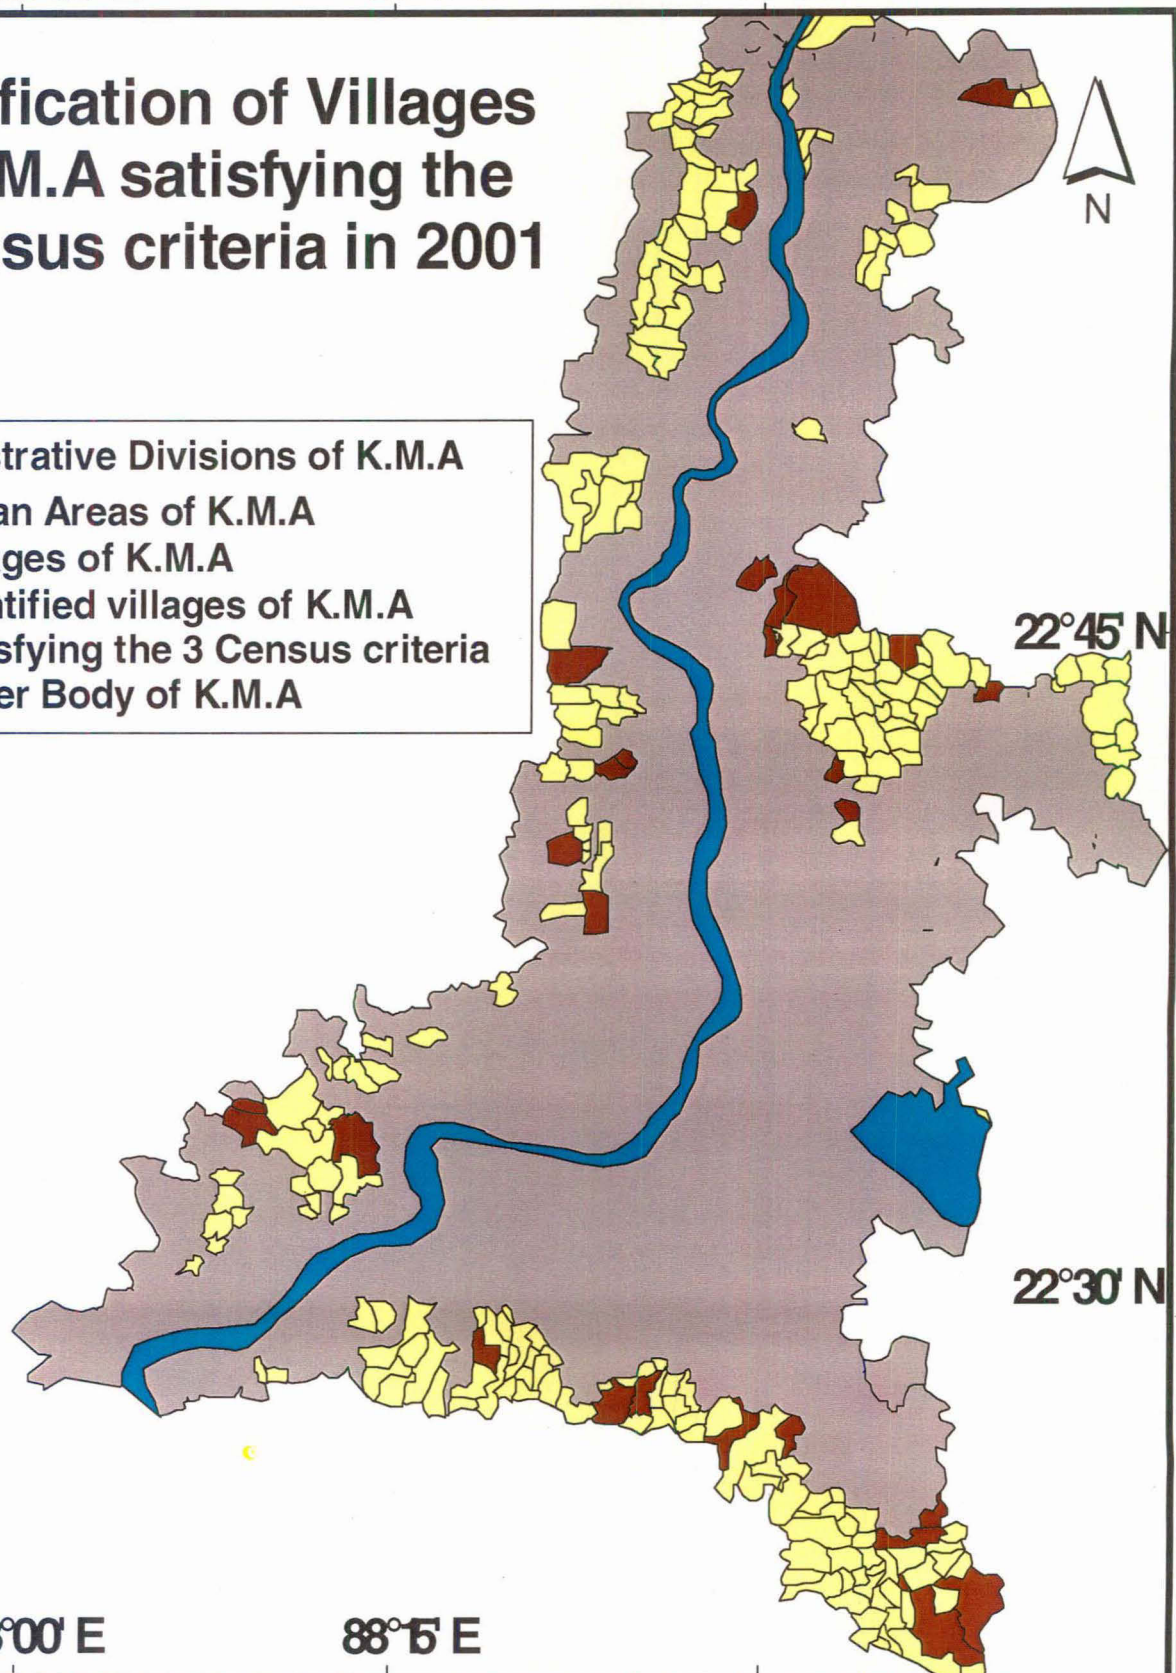 fication of Villages
M.A satisfying the
sus criteria in 2001
N
trative Divisions of K.M.A
an Areas of K.M.A
ges of K.M.A
tified villages of K.M.A
sfying the 3 Census criteria
er Body of K.M.A
22°45' N
22°30' N
°00' E
88°15' E